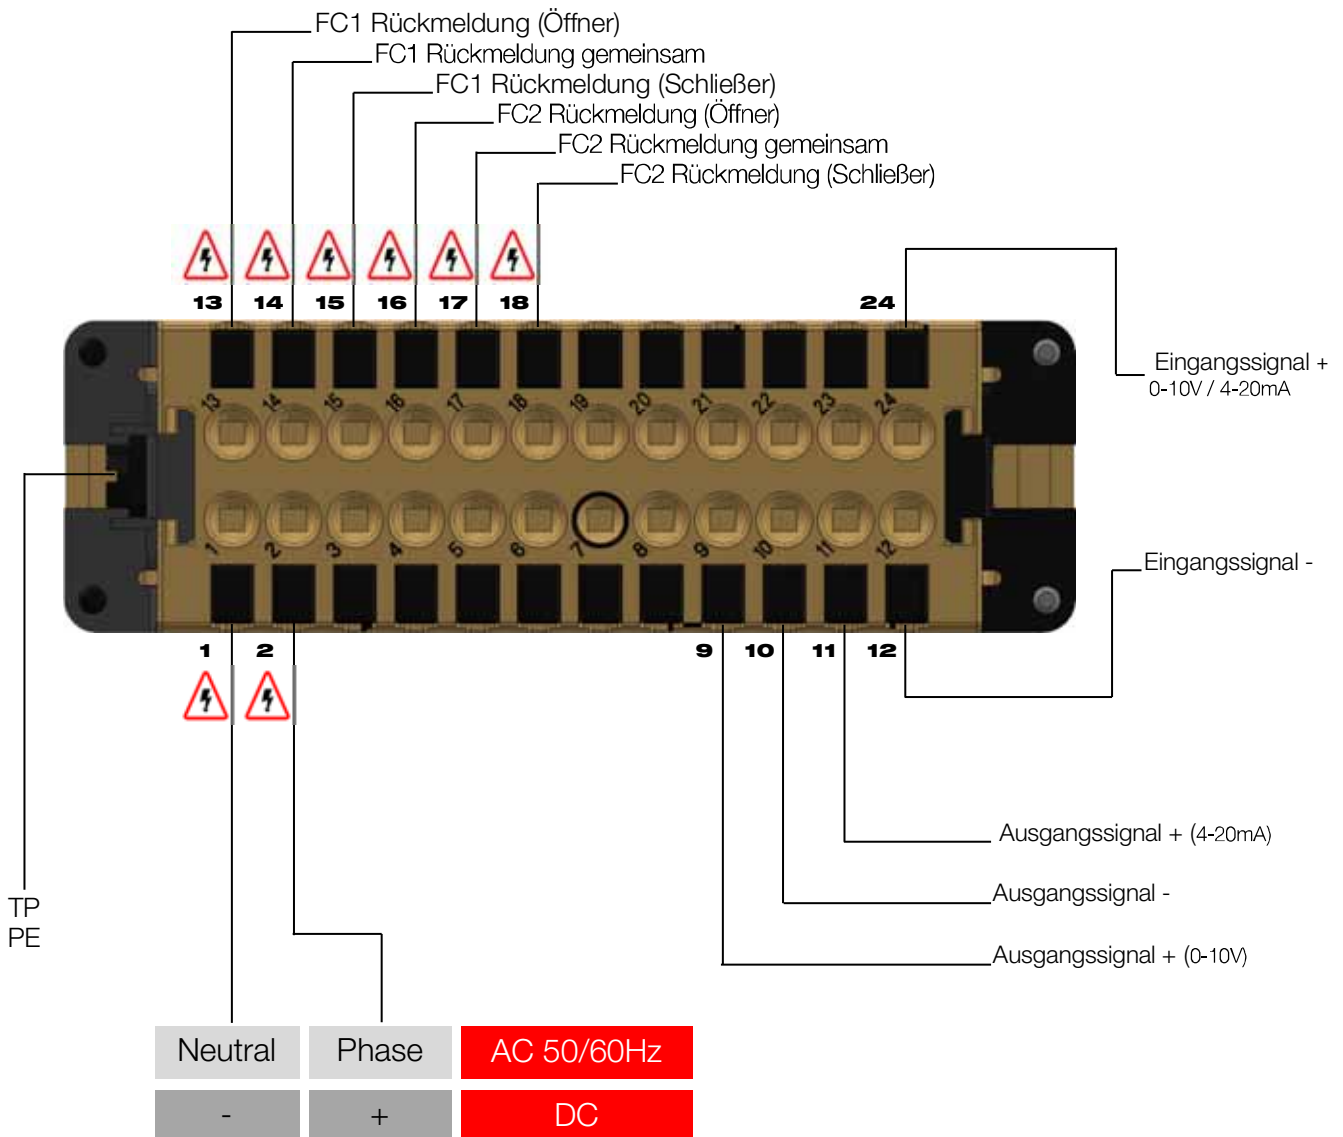 FC1 Rückmeldung (Öffner)
FC1 Rückmeldung gemeinsam
FC1 Rückmeldung (Schließer)
FC2 Rückmeldung (Öffner)
FC2 Rückmeldung gemeinsam
FC2 Rückmeldung (Schließer)
13 14 15 16 17 18 24
Eingangssignal +
0-10V / 4-20mA
13 14 15 16 17 18 19 20 21 22 23 24
1 2 3 4 5 6 7 8 9 10 11 12
Eingangssignal -
1 2 9 10 11 12
Ausgangssignal + (4-20mA)
Ausgangssignal -
Ausgangssignal + (0-10V)
TP
PE
Neutral Phase AC 50/60Hz
- + DC